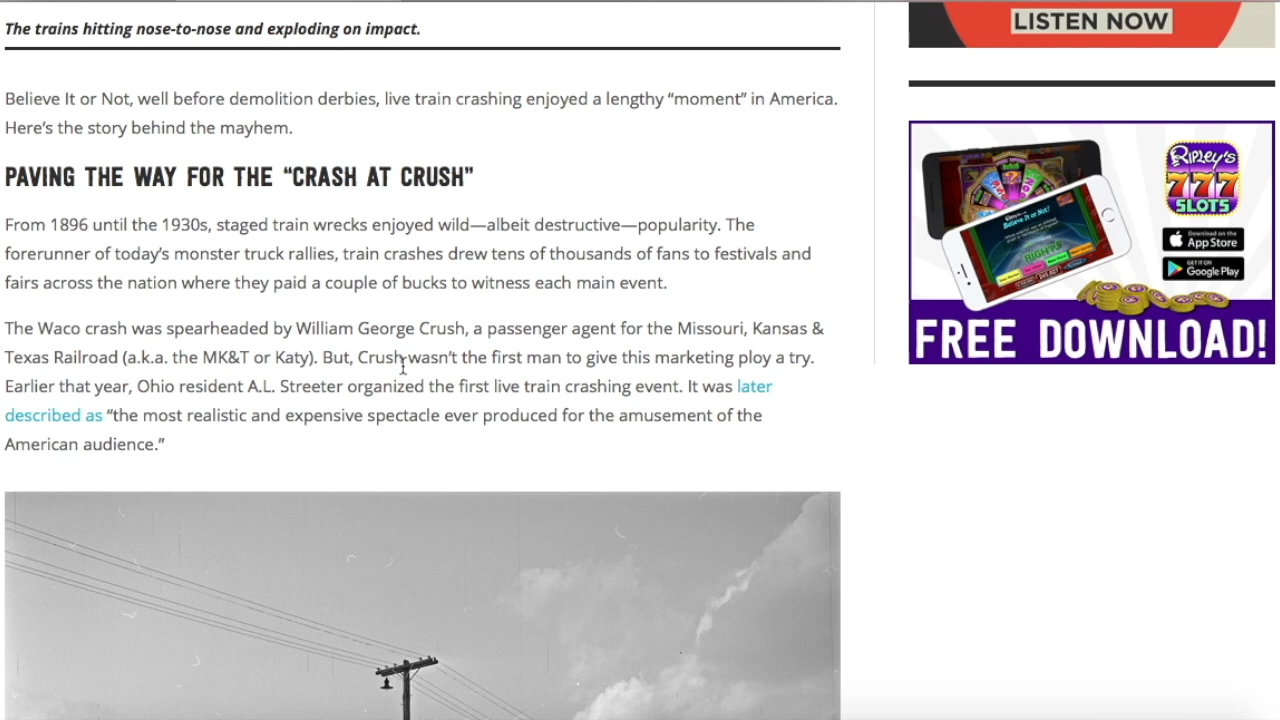 The trains hitting nose-to-nose and exploding on impact.
Believe It or Not, well before demolition derbies, live train crashing enjoyed a lengthy “moment” in America.
Here’s the story behind the mayhem.
PAVING THE WAY FOR THE “CRASH AT CRUSH”
From 1896 until the 1930s, staged train wrecks enjoyed wild—albeit destructive—popularity. The
forerunner of today’s monster truck rallies, train crashes drew tens of thousands of fans to festivals and
fairs across the nation where they paid a couple of bucks to witness each main event.
The Waco crash was spearheaded by William George Crush, a passenger agent for the Missouri, Kansas &
Texas Railroad (a.k.a. the MK&T or Katy). But, Crush wasn’t the first man to give this marketing ploy a try.
Earlier that year, Ohio resident A.L. Streeter organized the first live train crashing event. It was later
described as “the most realistic and expensive spectacle ever produced for the amusement of the
American audience.”
LISTEN NOW
Ripley's
777
SLOTS
Download on the
App Store
GET IT ON
Google Play
Believe It or Not!
RIGHT
FREE DOWNLOAD!